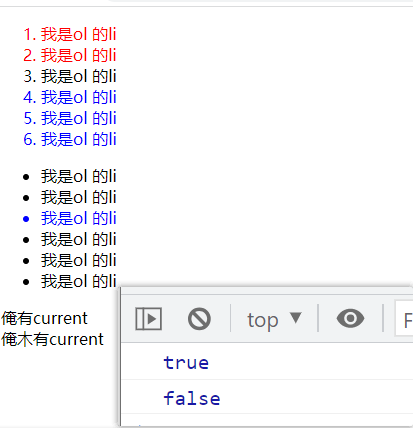 1. 我是ol 的li
2. 我是ol 的li
3. 我是ol 的li
4. 我是ol 的li
5. 我是ol 的li
6. 我是ol 的li
• 我是ol 的li
• 我是ol 的li
• 我是ol 的li
• 我是ol 的li
• 我是ol 的li
• 我是ol 的li
俺有current
俺木有current
top ▼ F
true
false